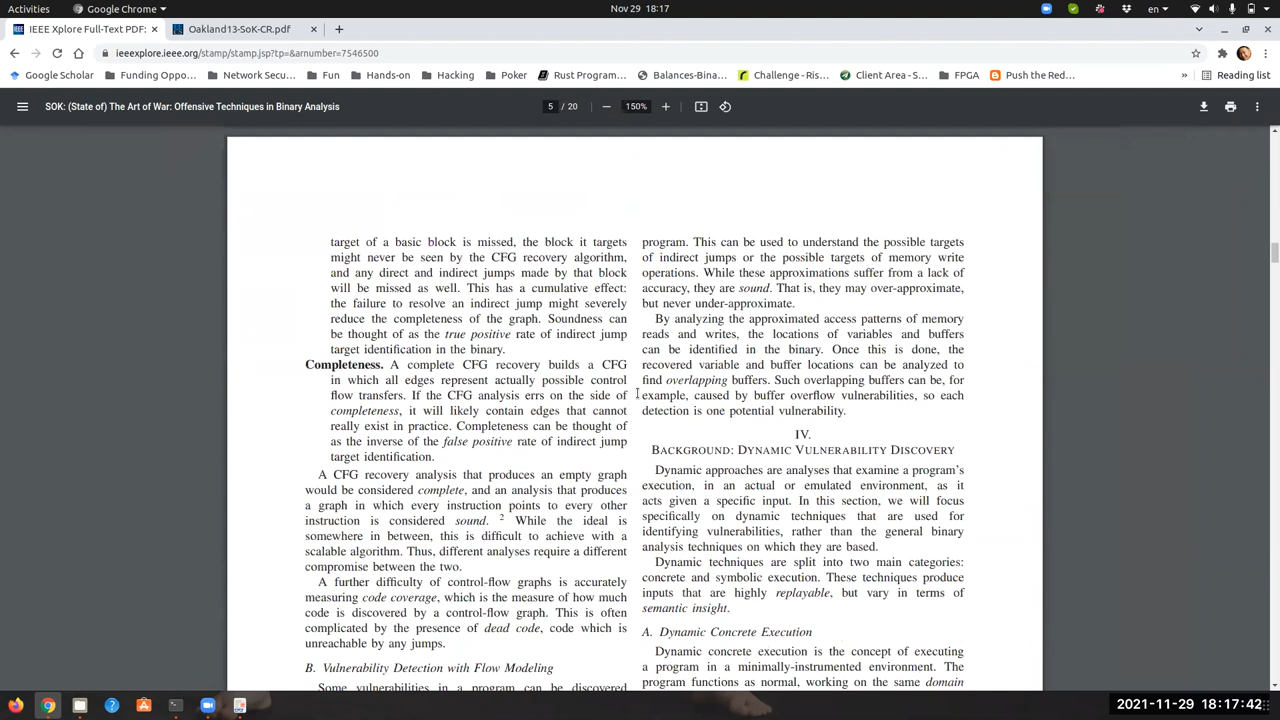 Activities
Google Chrome
Nov 29 18:17
en
IEEE Xplore Full-Text PDF:
Oakland13-SoK-CR.pdf
ieeexplore.ieee.org/stamp/stamp.jsp?tp=&arnumber=7546500
Google Scholar
Funding Oppo...
Network Secu...
Fun
Hands-on
Hacking
Poker
Rust Program...
Balances-Bina...
Challenge - Ris...
Client Area - S...
FPGA
Push the Red...
»
Reading list
SOK: (State of) The Art of War: Offensive Techniques in Binary Analysis
5 / 20
150%
target of a basic block is missed, the block it targets
might never be seen by the CFG recovery algorithm,
and any direct and indirect jumps made by that block
will be missed as well. This has a cumulative effect:
the failure to resolve an indirect jump might severely
reduce the completeness of the graph. Soundness can
be thought of as the true positive rate of indirect jump
target identification in the binary.
Completeness. A complete CFG recovery builds a CFG
in which all edges represent actually possible control
flow transfers. If the CFG analysis errs on the side of
completeness, it will likely contain edges that cannot
really exist in practice. Completeness can be thought of
as the inverse of the false positive rate of indirect jump
target identification.
A CFG recovery analysis that produces an empty graph
would be considered complete, and an analysis that produces
a graph in which every instruction points to every other
instruction is considered sound. 2 While the ideal is
somewhere in between, this is difficult to achieve with a
scalable algorithm. Thus, different analyses require a different
compromise between the two.
A further difficulty of control-flow graphs is accurately
measuring code coverage, which is the measure of how much
code is discovered by a control-flow graph. This is often
complicated by the presence of dead code, code which is
unreachable by any jumps.
B. Vulnerability Detection with Flow Modeling
Some vulnerabilities in a program can be discovered
program. This can be used to understand the possible targets
of indirect jumps or the possible targets of memory write
operations. While these approximations suffer from a lack of
accuracy, they are sound. That is, they may over-approximate,
but never under-approximate.
By analyzing the approximated access patterns of memory
reads and writes, the locations of variables and buffers
can be identified in the binary. Once this is done, the
recovered variable and buffer locations can be analyzed to
find overlapping buffers. Such overlapping buffers can be, for
example, caused by buffer overflow vulnerabilities, so each
detection is one potential vulnerability.
IV.
BACKGROUND: DYNAMIC VULNERABILITY DISCOVERY
Dynamic approaches are analyses that examine a program's
execution, in an actual or emulated environment, as it
acts given a specific input. In this section, we will focus
specifically on dynamic techniques that are used for
identifying vulnerabilities, rather than the general binary
analysis techniques on which they are based.
Dynamic techniques are split into two main categories:
concrete and symbolic execution. These techniques produce
inputs that are highly replayable, but vary in terms of
semantic insight.
A. Dynamic Concrete Execution
Dynamic concrete execution is the concept of executing
a program in a minimally-instrumented environment. The
program functions as normal, working on the same domain
2021-11-29 18:17:42